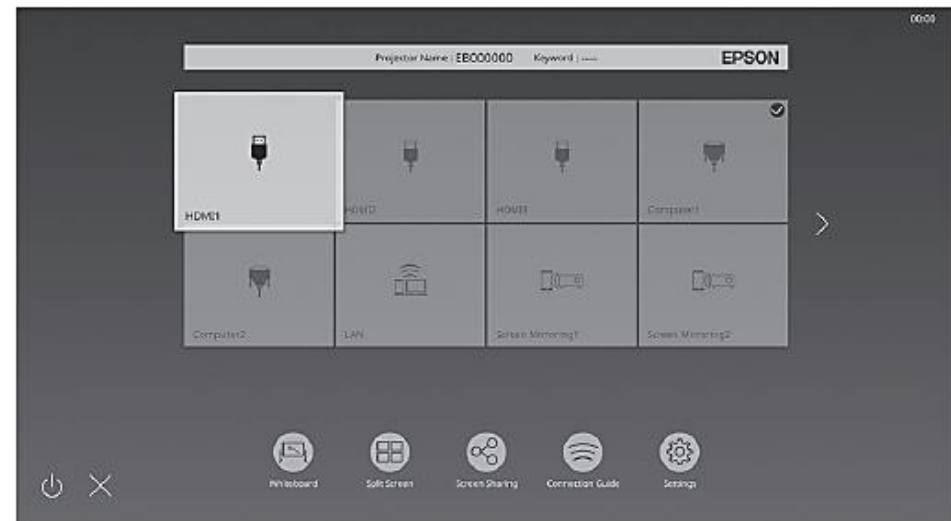 00:00
Projector Name | EB000000 Keyword | ---- EPSON
HDMI1 HDMI2 HDMI3 Computer1
Computer2 LAN Screen Mirroring1 Screen Mirroring2
Whiteboard Split Screen Screen Sharing Connection Guide Settings